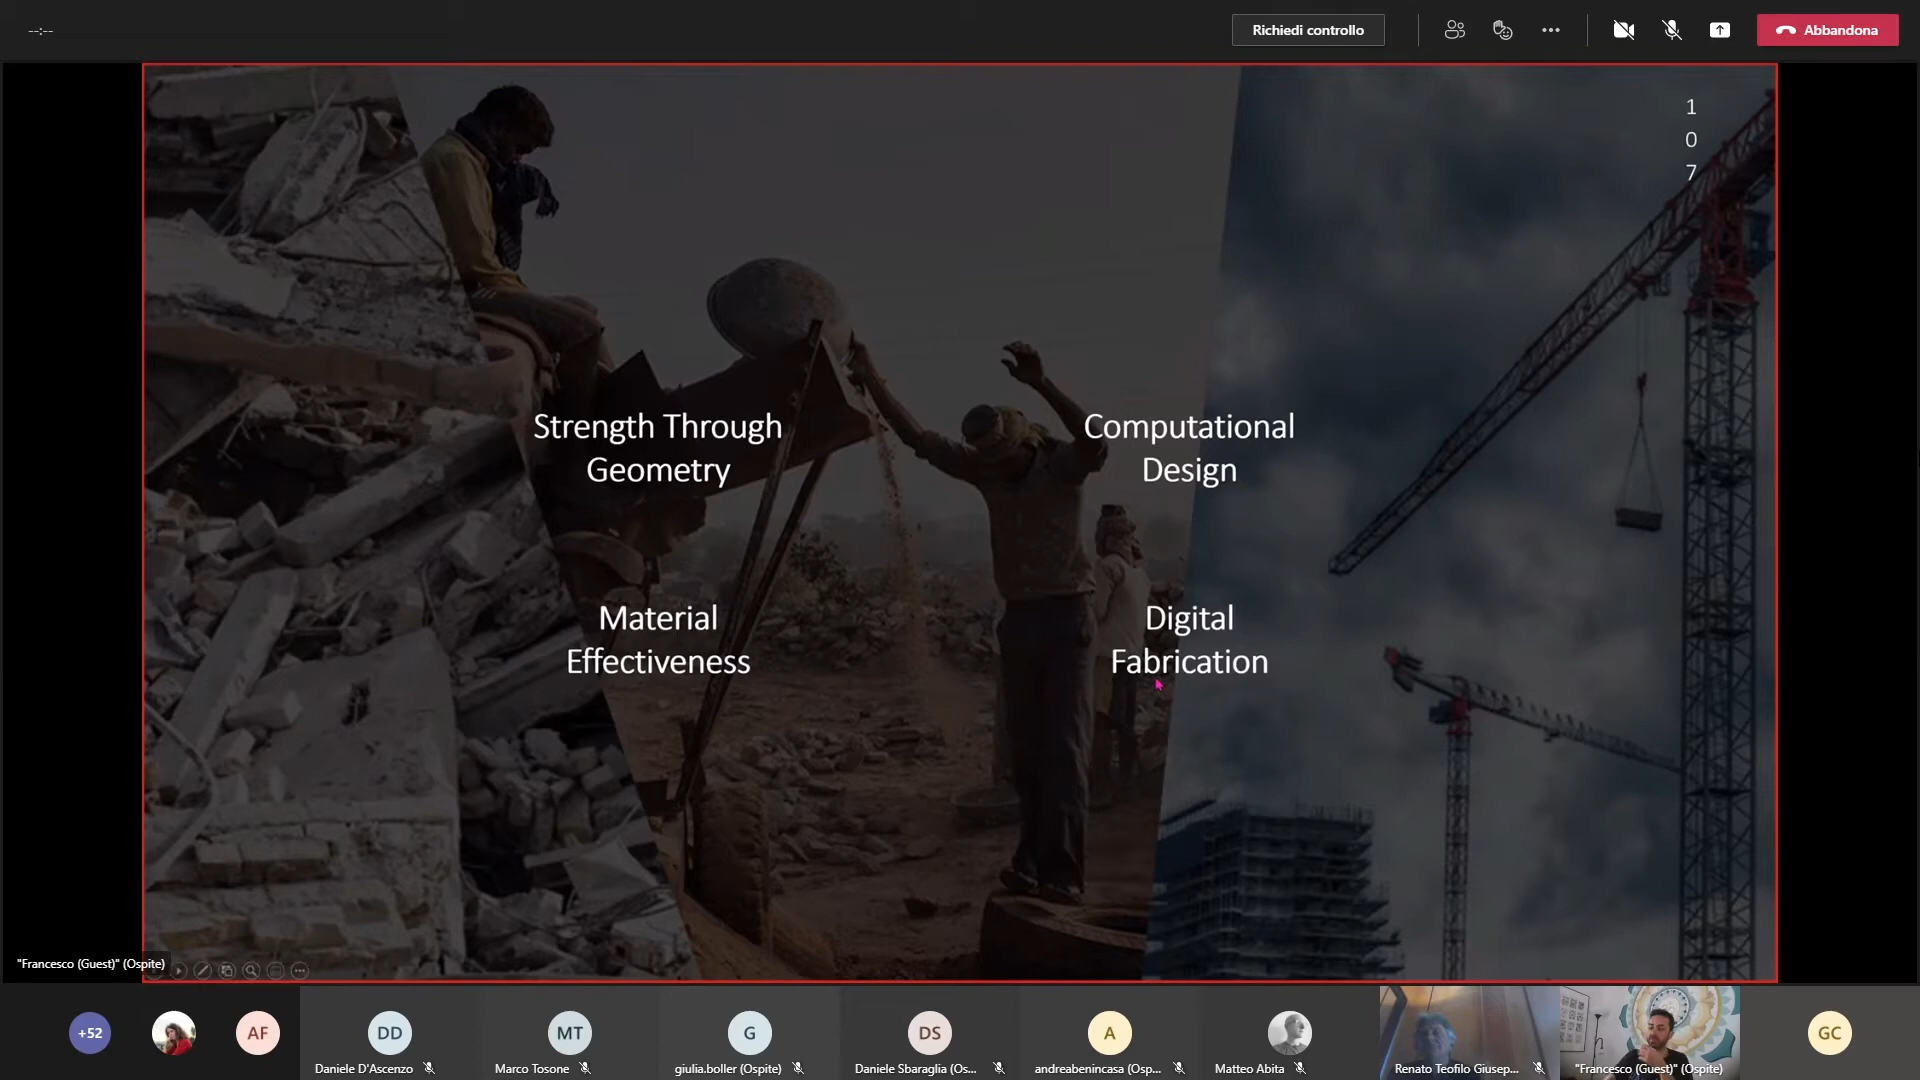 --:--
Richiedi controllo
Abbandona
1
0
7
Strength Through
Geometry
Computational
Design
Material
Effectiveness
Digital
Fabrication
"Francesco (Guest)" (Ospite)
+52
AF
DD
MT
G
DS
A
GC
Daniele D'Ascenzo
Marco Tosone
giulia.boller (Ospite)
Daniele Sbaraglia (Os...
andreabenincasa (Osp...
Matteo Abita
Renato Teofilo Giusep...
"Francesco (Guest)" (Ospite)